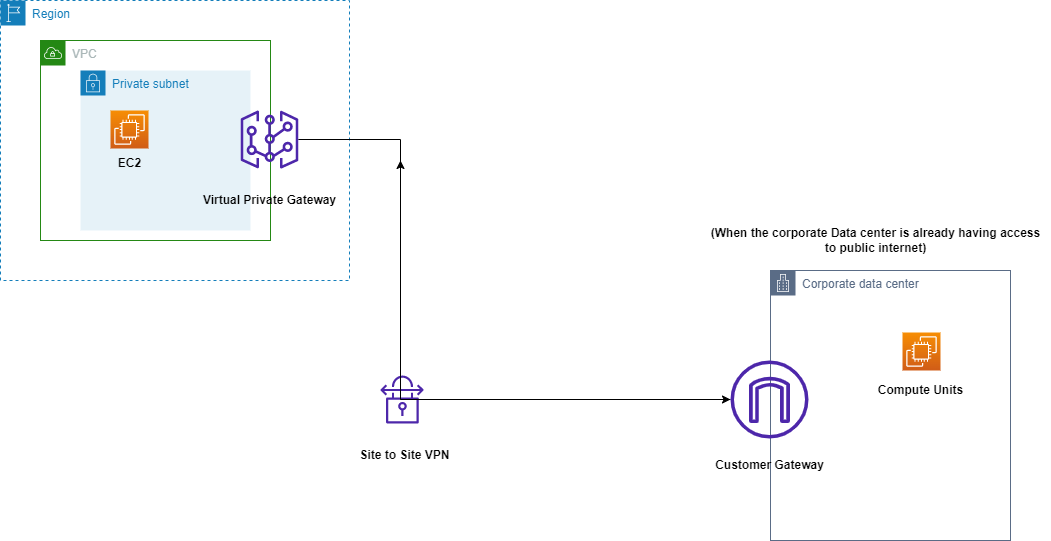 Region
VPC
Private subnet
EC2
Virtual Private Gateway
(When the corporate Data center is already having access
to public internet)
Corporate data center
Compute Units
Site to Site VPN
Customer Gateway